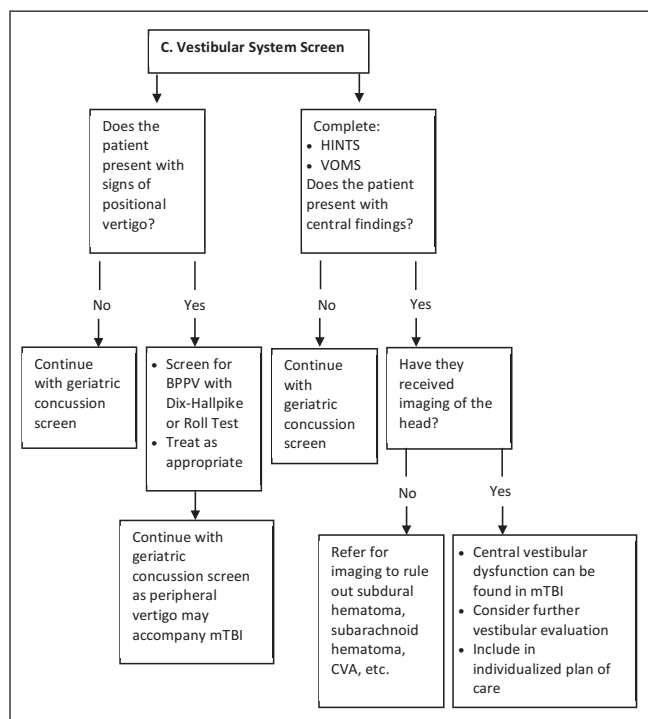 C. Vestibular System Screen
Does the
patient
present with
signs of
positional
vertigo?
Complete:
• HINTS
• VOMS
Does the patient
present with
central findings?
No
Yes
No
Yes
Continue
with geriatric
concussion
screen
• Screen for
BPPV with
Dix-Hallpike
or Roll Test
• Treat as
appropriate
Continue
with
geriatric
concussion
screen
Have they
received
imaging of the
head?
No
Yes
Continue with
geriatric
concussion screen
as peripheral
vertigo may
accompany mTBI
Refer for
imaging to rule
out subdural
hematoma,
subarachnoid
hematoma,
CVA, etc.
• Central vestibular
dysfunction can be
found in mTBI
• Consider further
vestibular evaluation
• Include in
individualized plan of
care